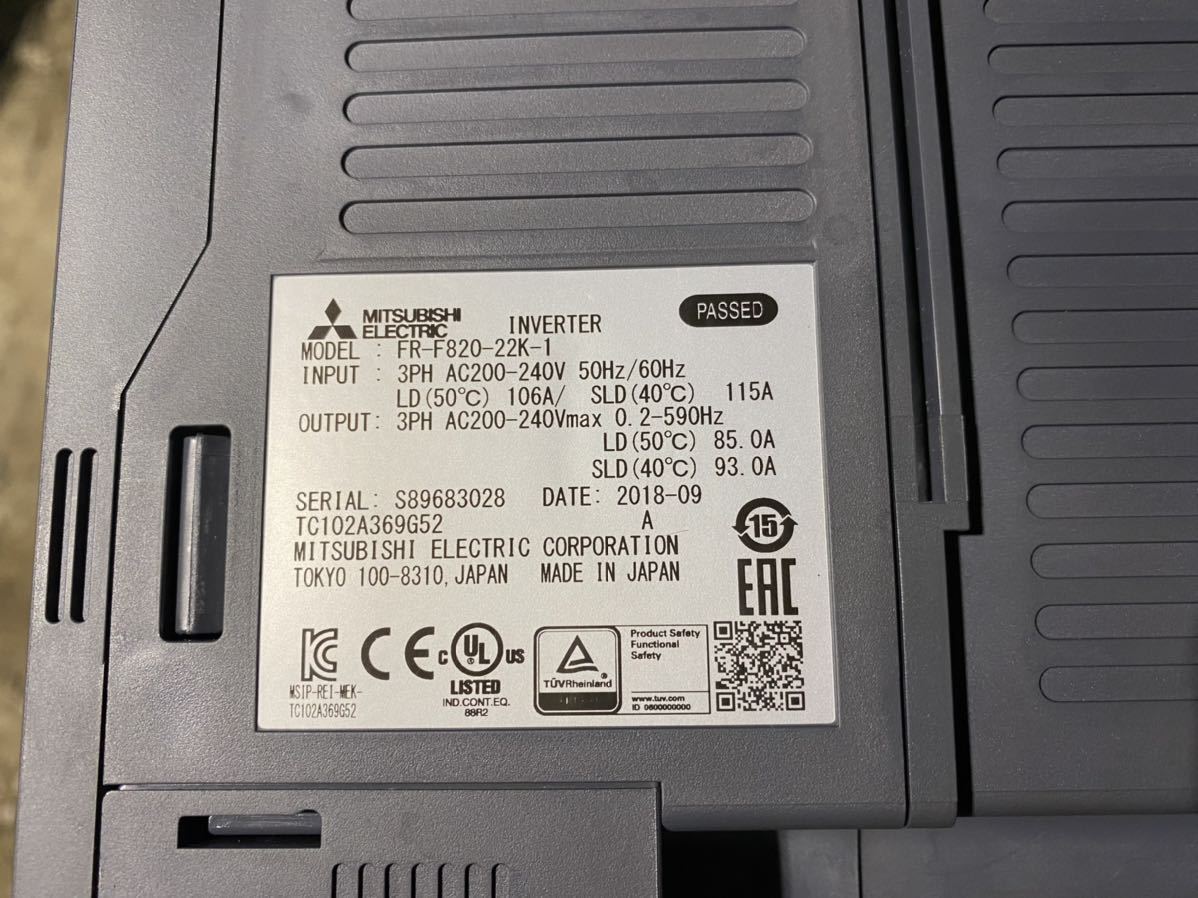 MITSUBISHI
ELECTRIC INVERTER PASSED
MODEL : FR-F820-22K-1
INPUT : 3PH AC200-240V 50Hz/60Hz
LD(50℃) 106A/ SLD(40℃) 115A
OUTPUT: 3PH AC200-240Vmax 0.2-590Hz
LD(50℃) 85.0A
SLD(40℃) 93.0A
SERIAL: S89683028 DATE: 2018-09
TC102A369G52 A
MITSUBISHI ELECTRIC CORPORATION
TOKYO 100-8310, JAPAN MADE IN JAPAN
15
EAC
KC
MSIP-REI-MEK-
TC102A369G52
CE
C UL ® US
LISTED
IND.CONT.EQ.
88R2
TÜVRheinland®
Product Safety
Functional
Safety
www.tuv.com
ID 0600000000